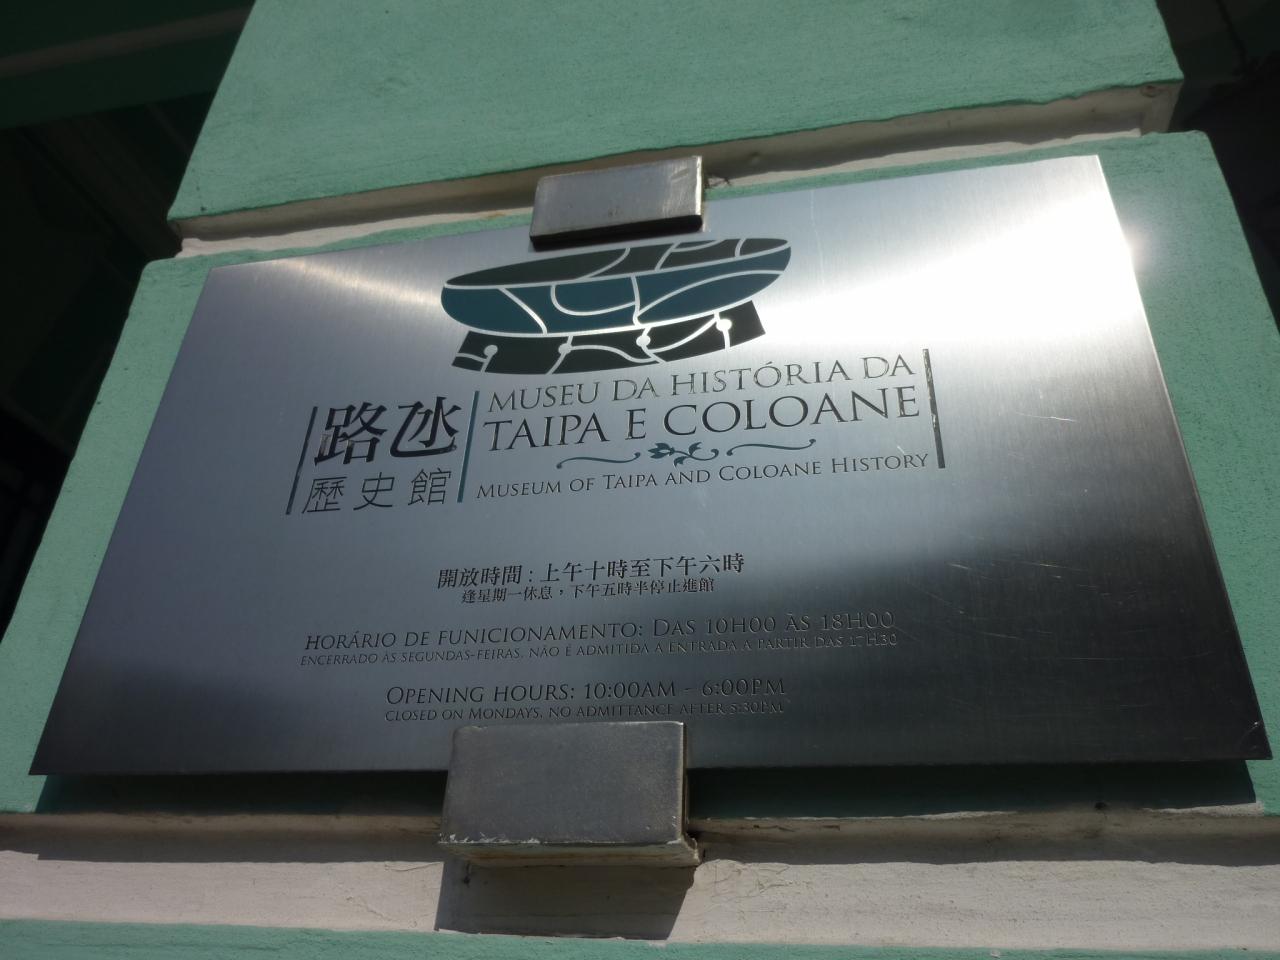 路氹
歷史館
MUSEU DA HISTÓRIA DA
TAIPA E COLOANE
MUSEUM OF TAIPA AND COLOANE HISTORY
開放時間：上午十時至下午六時
逢星期一休息，下午五時半停止進館
HORÁRIO DE FUNICIONAMENTO: DAS 10H00 ÀS 18H00
ENCERRADO ÀS SEGUNDAS-FEIRAS. NÃO É ADMITIDA A ENTRADA A PARTIR DAS 17H30
OPENING HOURS: 10:00AM - 6:00PM
CLOSED ON MONDAYS, NO ADMITTANCE AFTER 5:30PM